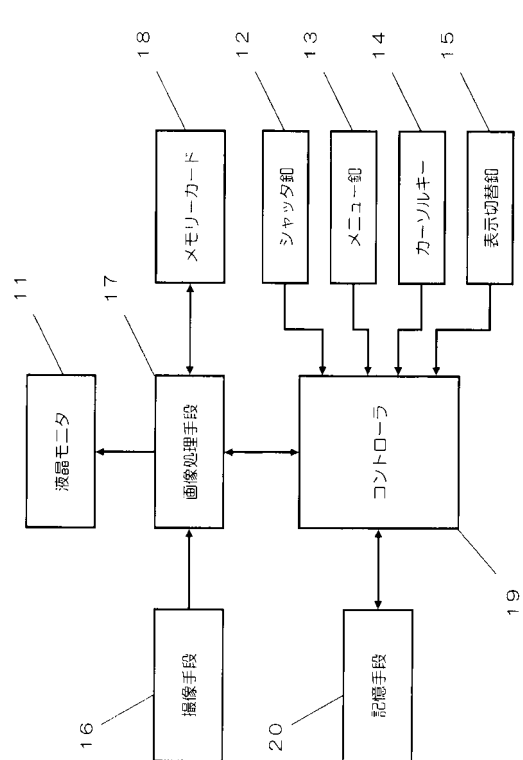 11
液晶モニタ
16
撮像手段
17
画像処理手段
18
メモリーカード
12
シャッタ釦
13
メニュー釦
14
カーソルキー
15
表示切替釦
コントローラ
19
20
記憶手段